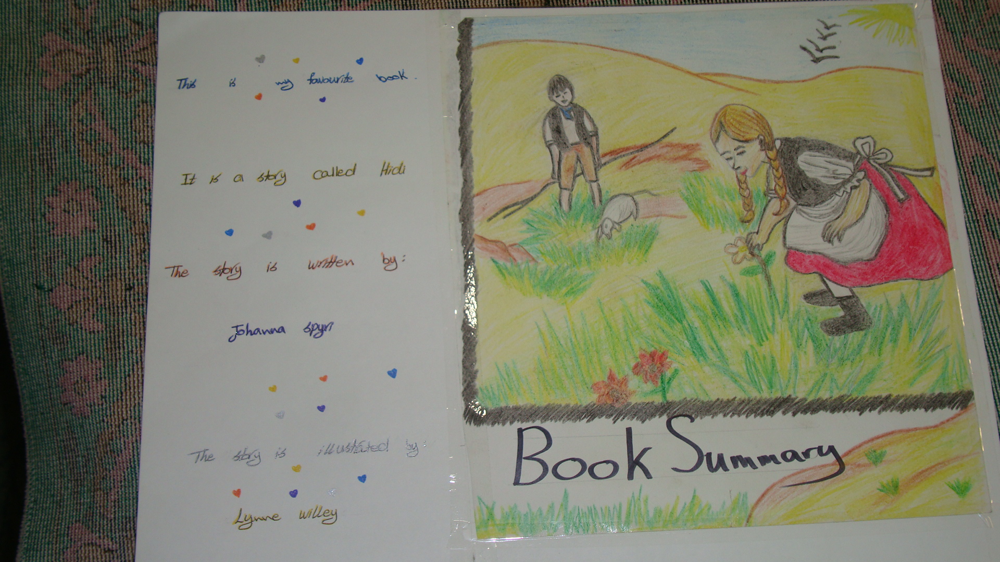 This is my favourite book.
It is a story called Hidi
The story is written by:
Johanna spyri
The story is illustrated by:
Lynne willey
Book Summary